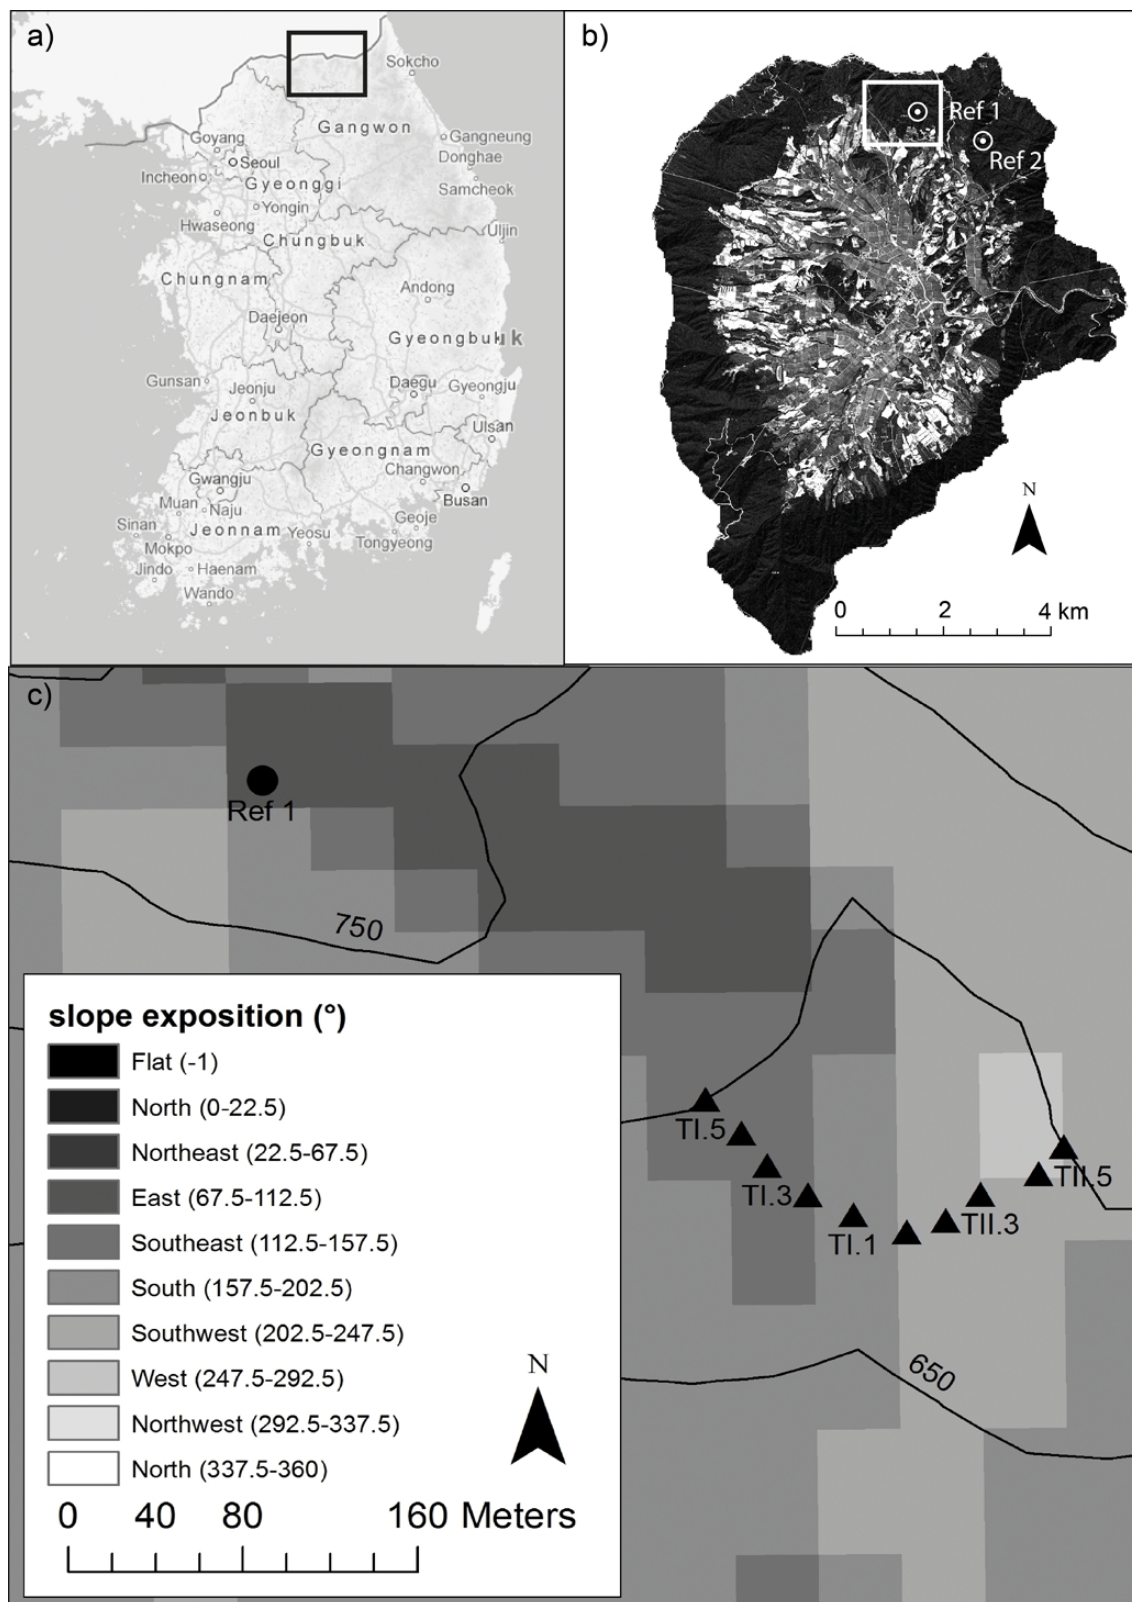 a)
Sokcho
Gangwon
Goyang
Seoul
Gangneung
Donghae
Incheon
Gyeonggi
Samcheok
Yongin
Hwaseong
Uljin
Chungbuk
Chungnam
Andong
Daejeon
Gyeongbuk
Gunsan
Jeonju
Daegu
Gyeongju
Jeonbuk
Ulsan
Gyeongnam
Changwon
Gwangju
Busan
Muan
Naju
Sinan
Jeonnam
Yeosu
Geoje
Mokpo
Tongyeong
Jindo
Haenam
Wando
b)
Ref 1
Ref 2
N
0 2 4 km
c)
Ref 1
750
TI.5
TI.3
TI.1
TII.3
TII.5
650
slope exposition (°)
Flat (-1)
North (0-22.5)
Northeast (22.5-67.5)
East (67.5-112.5)
Southeast (112.5-157.5)
South (157.5-202.5)
Southwest (202.5-247.5)
West (247.5-292.5)
Northwest (292.5-337.5)
North (337.5-360)
N
0 40 80 160 Meters